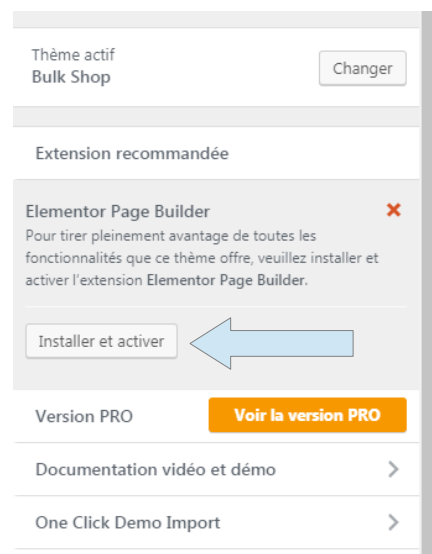 Thème actif
Bulk Shop
Changer
Extension recommandée
Elementor Page Builder
Pour tirer pleinement avantage de toutes les
fonctionnalités que ce thème offre, veuillez installer et
activer l'extension Elementor Page Builder.
Installer et activer
Version PRO
Voir la version PRO
Documentation vidéo et démo
One Click Demo Import